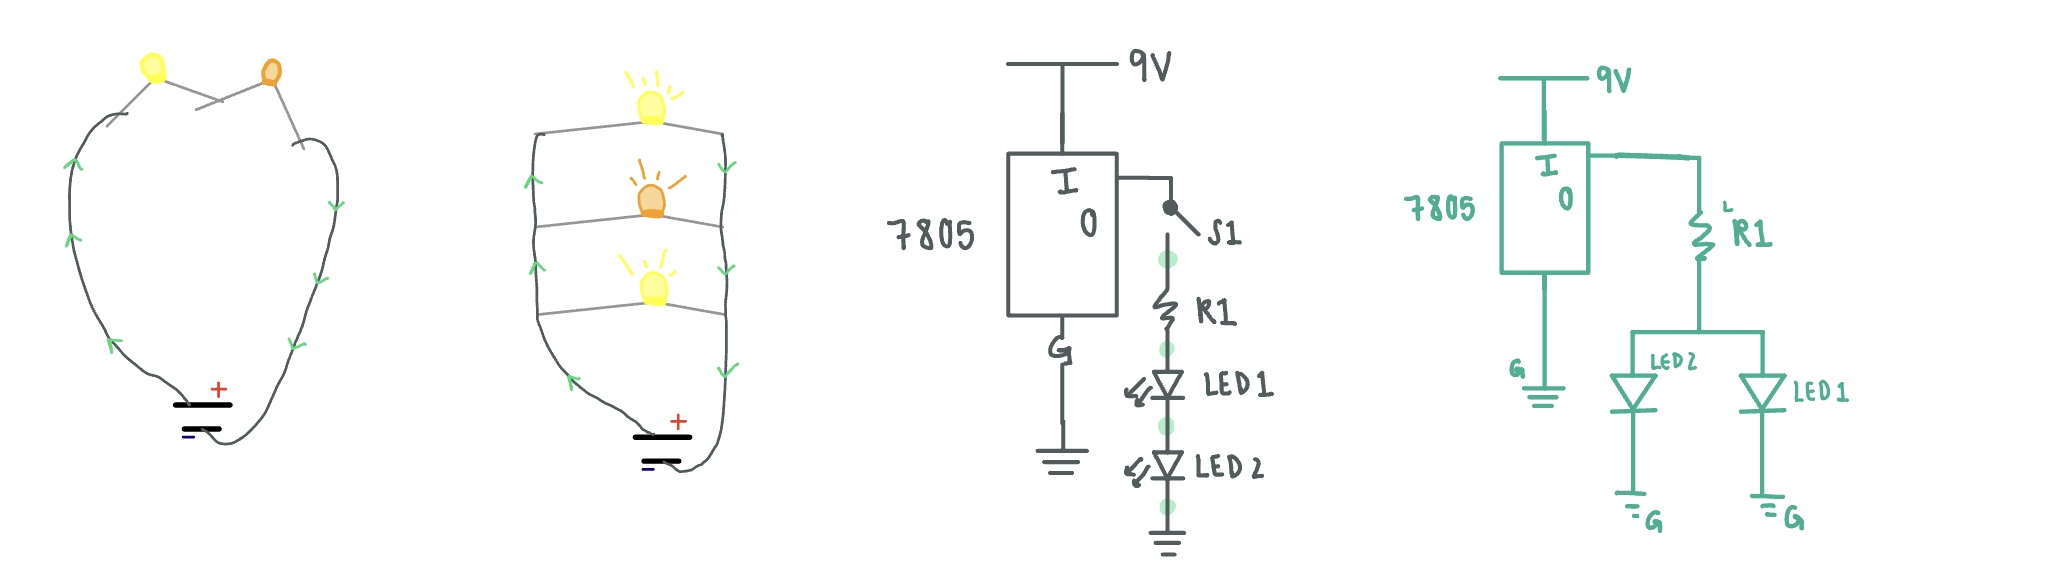 +
-
+
-
9V
I
O
7805
S1
G
R1
LED1
LED2
9V
I
O
7805
R1
G
LED2
LED1
G
G